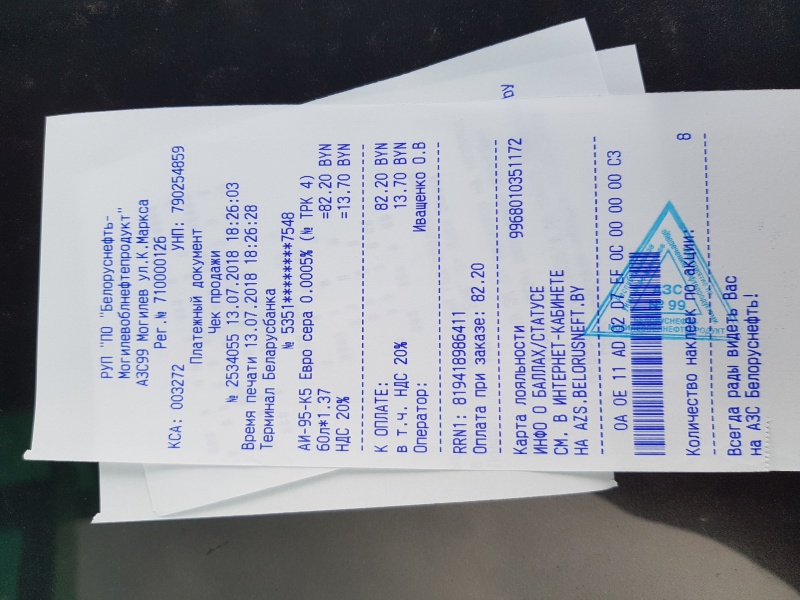 РУП "ПО "Белоруснефть-
Могилевоблнефтепродукт"
АЗС99 Могилев ул.К.Маркса
Рег.№ 710000126
КСА: 003272 УНП: 790254859
Платежный документ
Чек продажи
№ 2534055 13.07.2018 18:26:03
Время печати 13.07.2018 18:26:28
Терминал Беларусбанка
№ 5351********7548
АИ-95-К5 Евро сера 0.0005% (№ ТРК 4)
60л*1.37 =82.20 BYN
НДС 20% =13.70 BYN
К ОПЛАТЕ: 82.20 BYN
в т.ч. НДС 20% 13.70 BYN
Оператор: Иващенко О.В
RRN1: 819418986411
Оплата при заказе: 82.20
Карта лояльности 9968010351172
ИНФО О БАЛЛАХ/СТАТУСЕ
СМ. В ИНТЕРНЕТ-КАБИНЕТЕ
НА AZS.BELORUSNEFT.BY
0A 0E 11 AD 02 D7 EF 0C 00 00 00 C3
АЗС
№ 99
Количество наклеек по акции: 8
Всегда рады видеть Вас
на АЗС Белоруснефть!
by